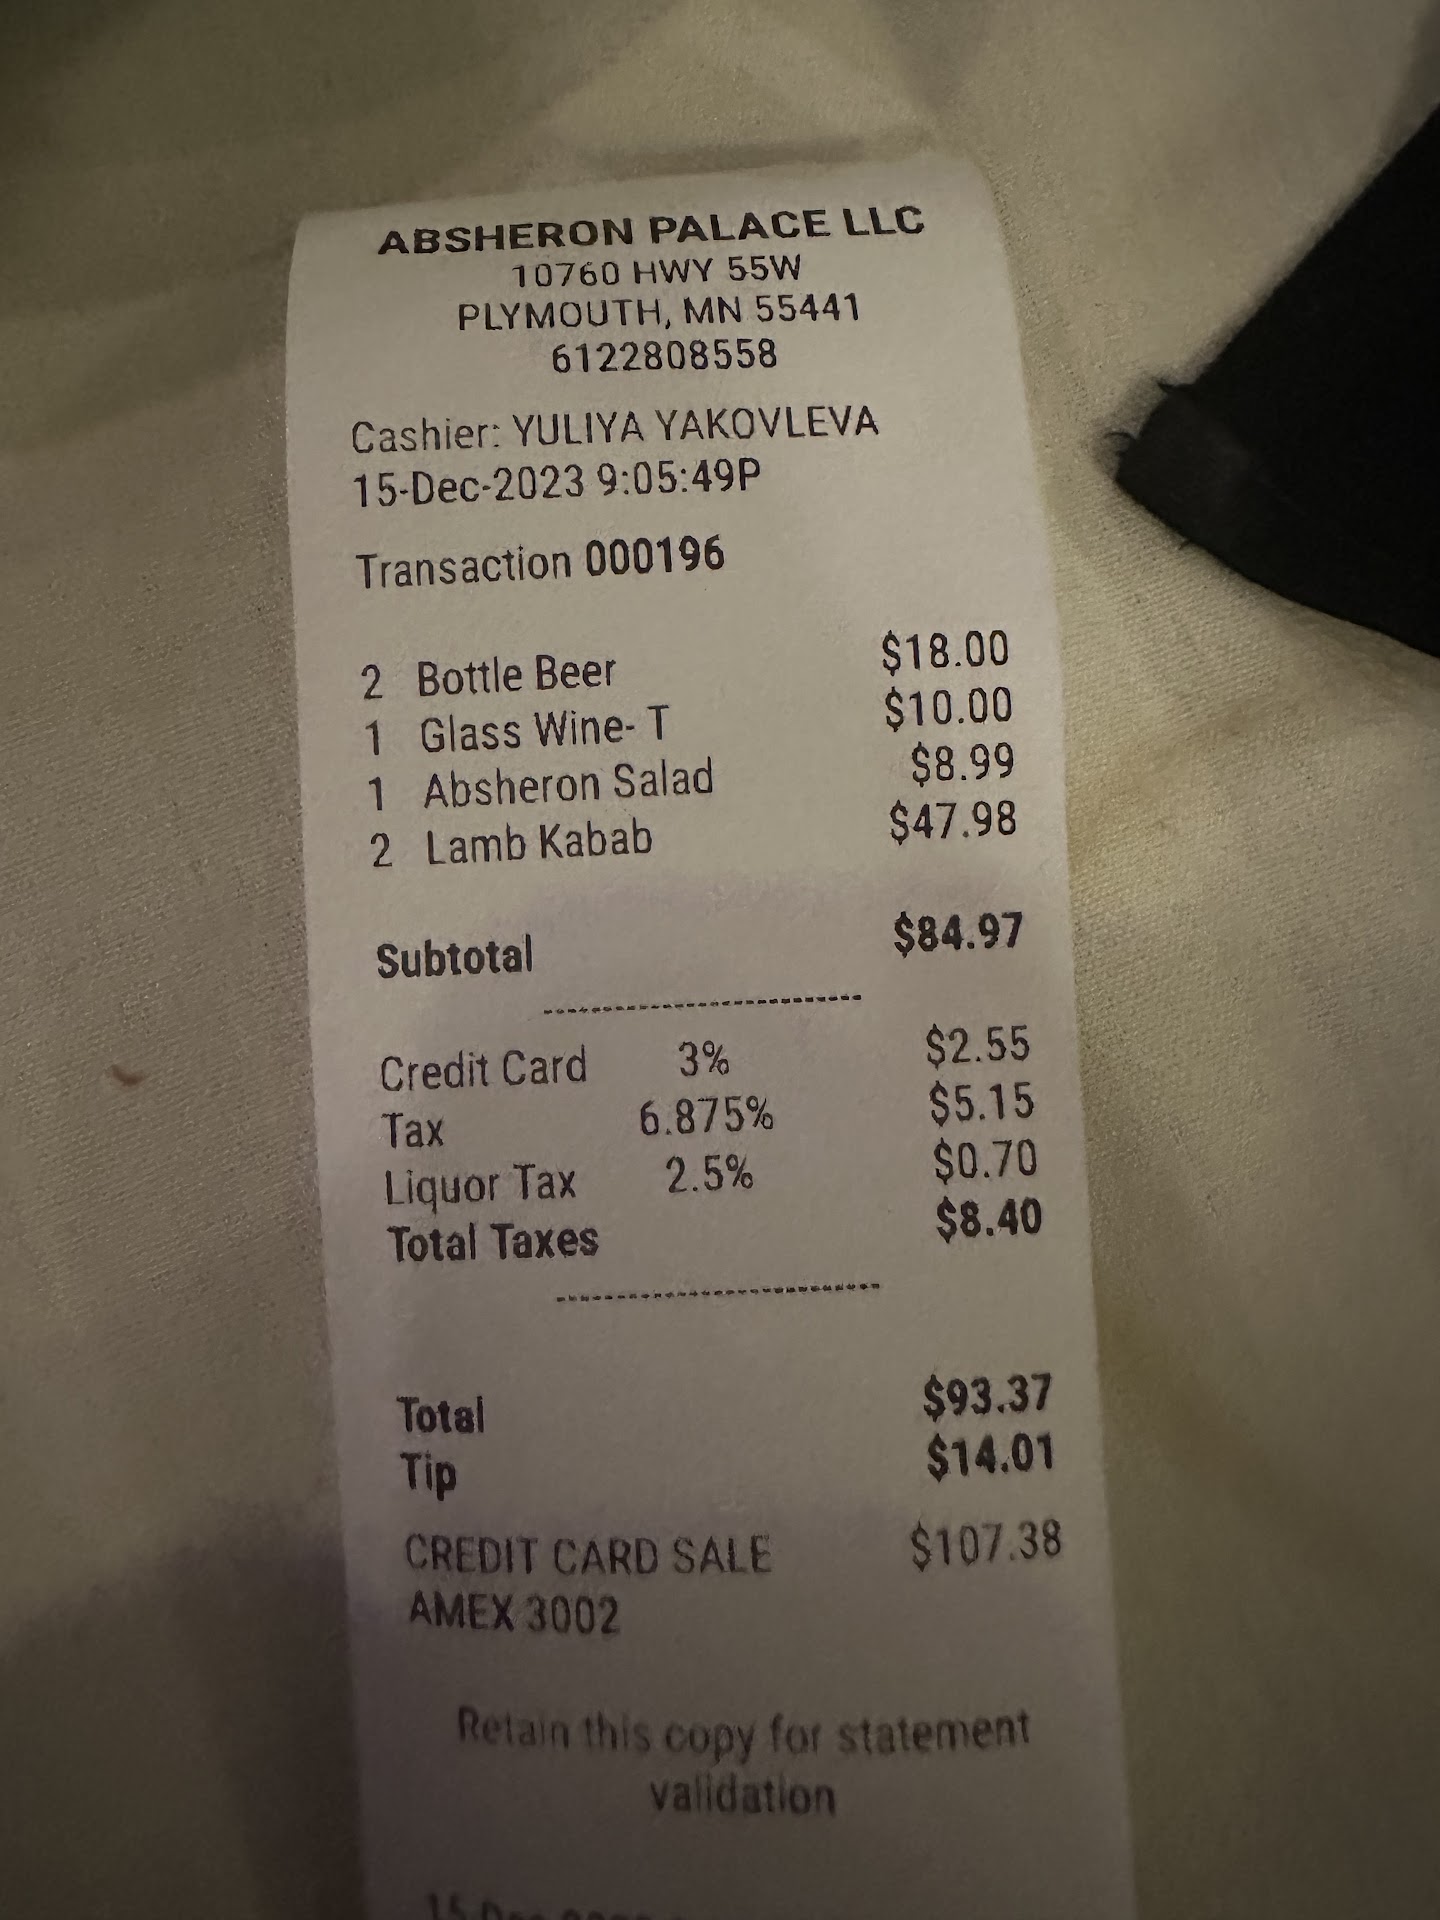 ABSHERON PALACE LLC
10760 HWY 55W
PLYMOUTH, MN 55441
6122808558
Cashier: YULIYA YAKOVLEVA
15-Dec-2023 9:05:49P
Transaction 000196
2 Bottle Beer $18.00
1 Glass Wine- T $10.00
1 Absheron Salad $8.99
2 Lamb Kabab $47.98
Subtotal $84.97
Credit Card 3% $2.55
Tax 6.875% $5.15
Liquor Tax 2.5% $0.70
Total Taxes $8.40
Total $93.37
Tip $14.01
CREDIT CARD SALE $107.38
AMEX 3002
Retain this copy for statement
validation